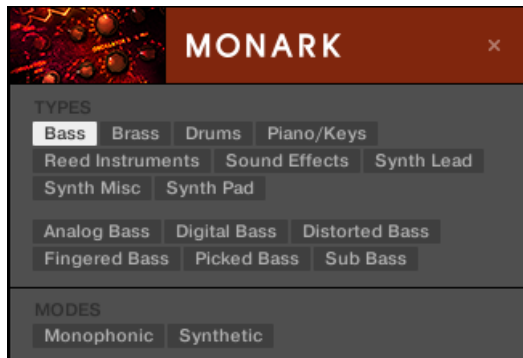 MONARK ×
TYPES
Bass Brass Drums Piano/Keys
Reed Instruments Sound Effects Synth Lead
Synth Misc Synth Pad
Analog Bass Digital Bass Distorted Bass
Fingered Bass Picked Bass Sub Bass
MODES
Monophonic Synthetic